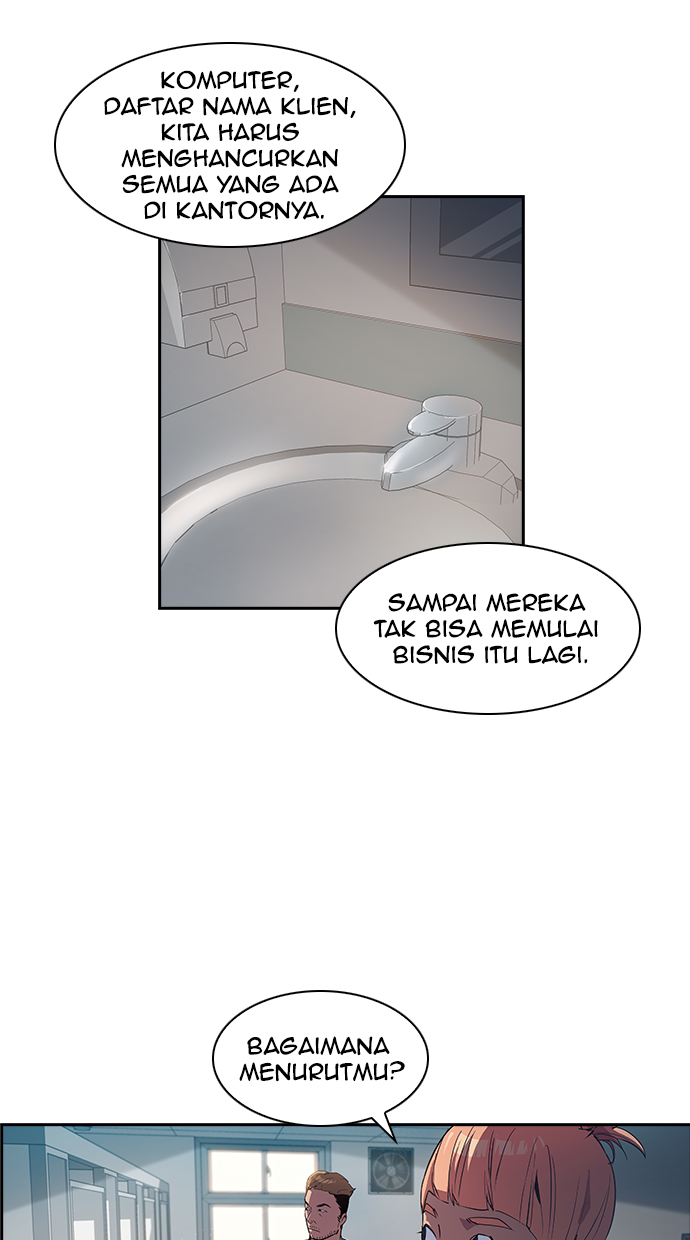 KOMPUTER,
DAFTAR NAMA KLIEN,
KITA HARUS
MENGHANCURKAN
SEMUA YANG ADA
DI KANTORNYA.
SAMPAI MEREKA
TAK BISA MEMULAI
BISNIS ITU LAGI.
BAGAIMANA
MENURUTMU?